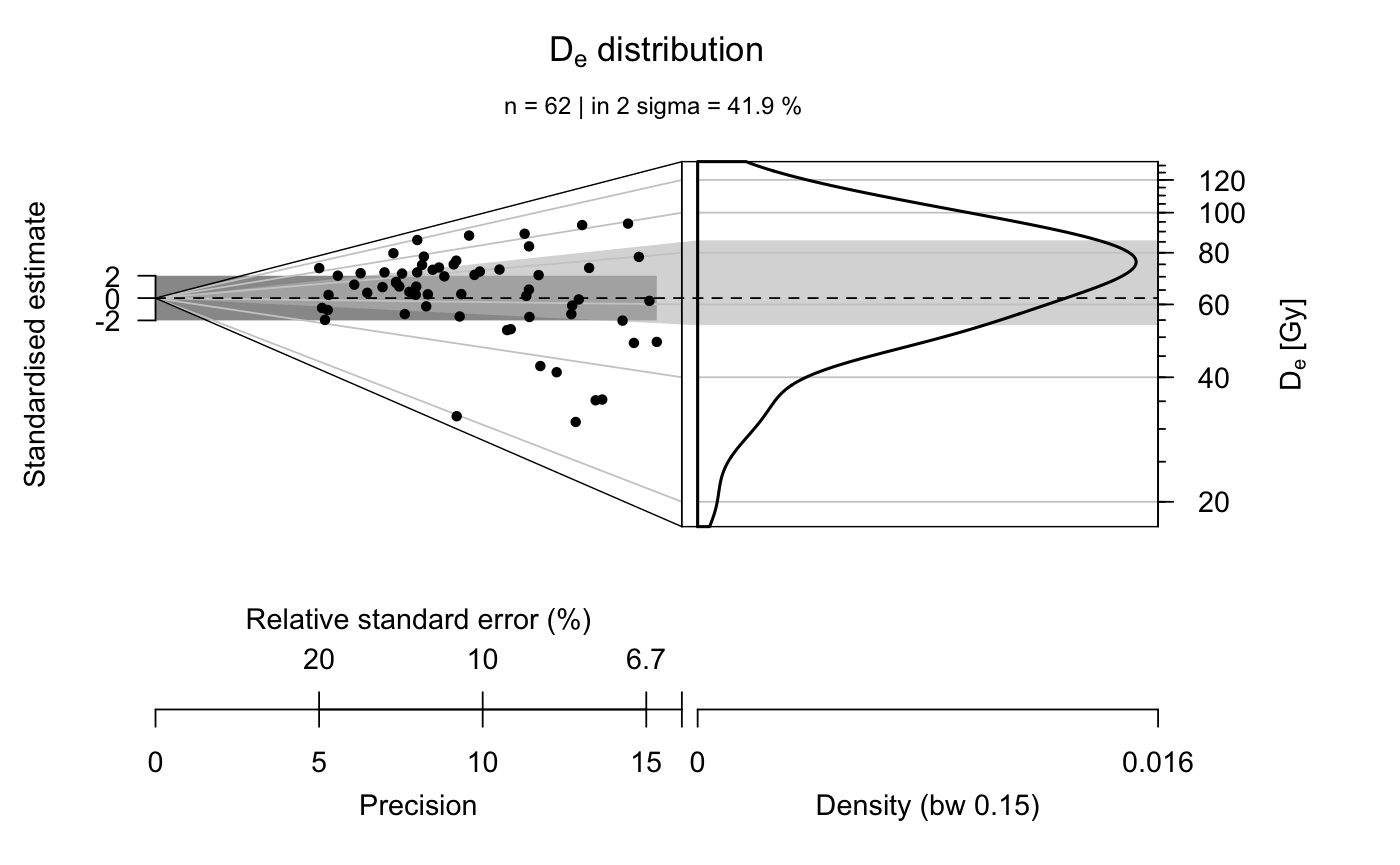 De distribution
n = 62 | in 2 sigma = 41.9 %
Standardised estimate
2
0
-2
120
100
80
60
40
20
De [Gy]
Relative standard error (%)
20 10 6.7
0 5 10 15 0 0.016
Precision Density (bw 0.15)